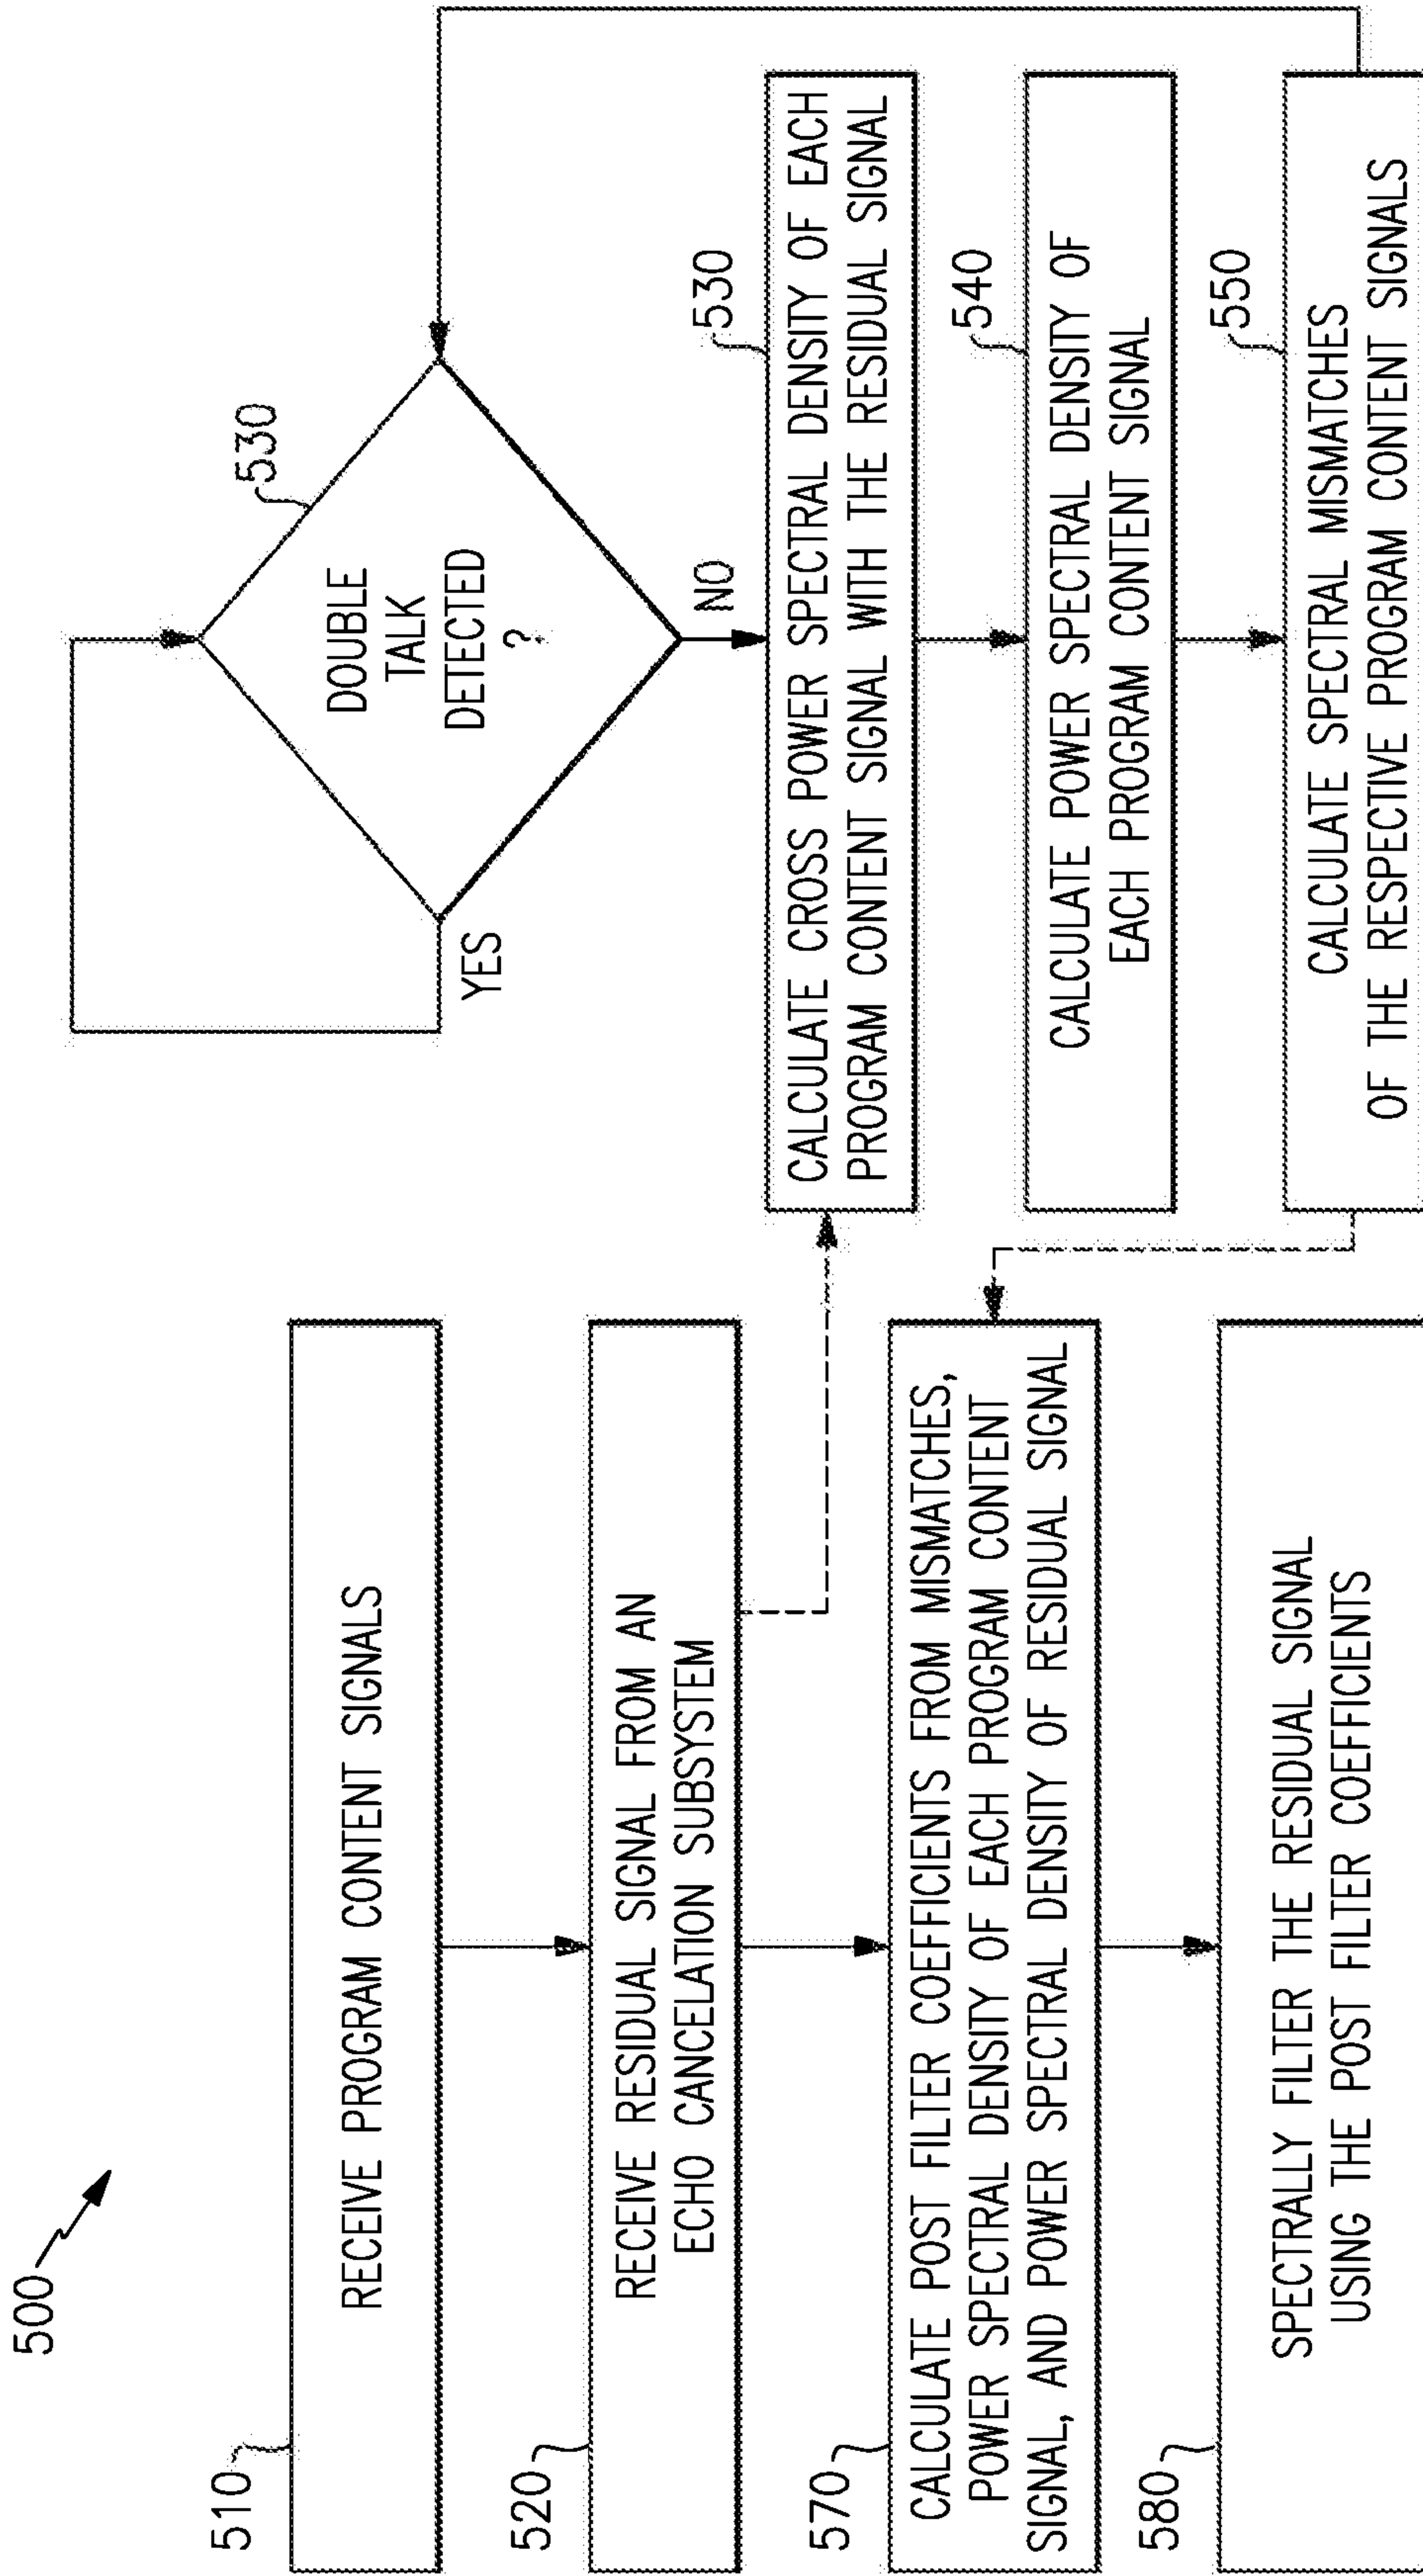 500
510
RECEIVE PROGRAM CONTENT SIGNALS
520
RECEIVE RESIDUAL SIGNAL FROM AN
ECHO CANCELATION SUBSYSTEM
570
CALCULATE POST FILTER COEFFICIENTS FROM MISMATCHES,
POWER SPECTRAL DENSITY OF EACH PROGRAM CONTENT
SIGNAL, AND POWER SPECTRAL DENSITY OF RESIDUAL SIGNAL
580
SPECTRALLY FILTER THE RESIDUAL SIGNAL
USING THE POST FILTER COEFFICIENTS
530
DOUBLE
TALK
DETECTED
?
YES
NO
530
CALCULATE CROSS POWER SPECTRAL DENSITY OF EACH
PROGRAM CONTENT SIGNAL WITH THE RESIDUAL SIGNAL
540
CALCULATE POWER SPECTRAL DENSITY OF
EACH PROGRAM CONTENT SIGNAL
550
CALCULATE SPECTRAL MISMATCHES
OF THE RESPECTIVE PROGRAM CONTENT SIGNALS